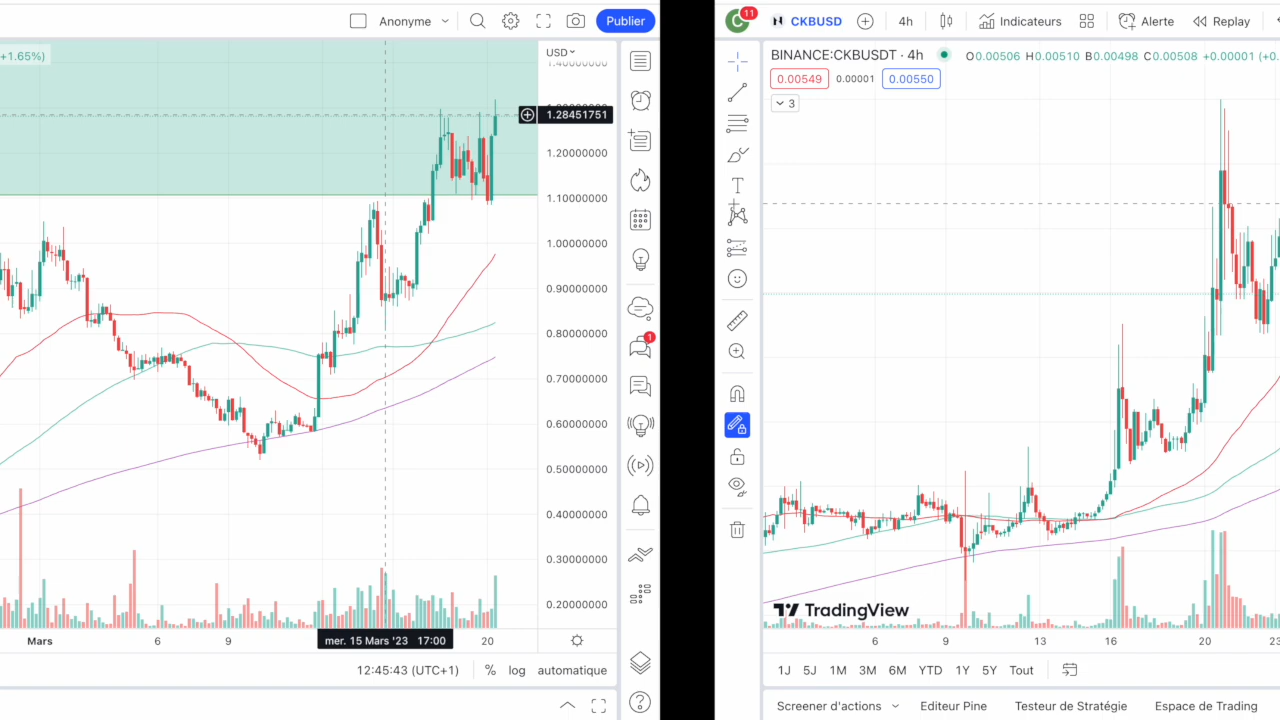 Anonyme
Publier
+1.65%)
USD
1.40000000
1.28451751
1.20000000
1.10000000
1.00000000
0.90000000
0.80000000
0.70000000
0.60000000
0.50000000
0.40000000
0.30000000
0.20000000
1
Mars
6
9
mer. 15 Mars '23 17:00
20
12:45:43 (UTC+1)
%
log
automatique
C
11
CKBUSD
4h
Indicateurs
Alerte
Replay
BINANCE:CKBUSDT · 4h
O0.00506 H0.00510 B0.00498 C0.00508 +0.00001 (+0.
0.00549
0.00001
0.00550
3
TradingView
6
9
13
16
20
23
1J
5J
1M
3M
6M
YTD
1Y
5Y
Tout
Screener d'actions
Editeur Pine
Testeur de Stratégie
Espace de Trading